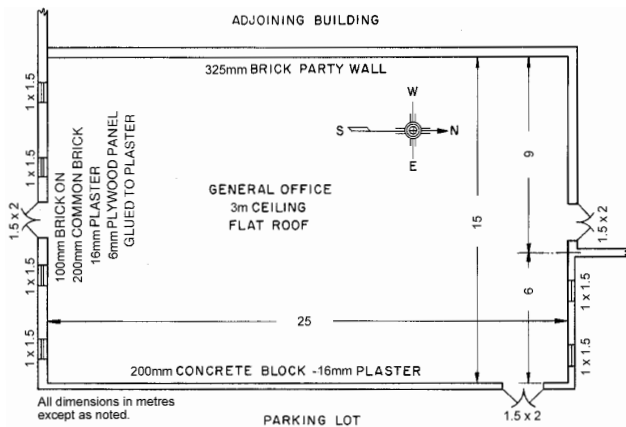 ADJOINING BUILDING
325mm BRICK PARTY WALL
W
S
N
E
1 x 1.5
1 x 1.5
1.5 x 2
1 x 1.5
1 x 1.5
100mm BRICK ON
200mm COMMON BRICK
16mm PLASTER
6mm PLYWOOD PANEL
GLUED TO PLASTER
GENERAL OFFICE
3m CEILING
FLAT ROOF
15
9
6
1.5 x 2
1 x 1.5
1 x 1.5
25
200mm CONCRETE BLOCK -16mm PLASTER
All dimensions in metres
except as noted.
PARKING LOT
1.5 x 2